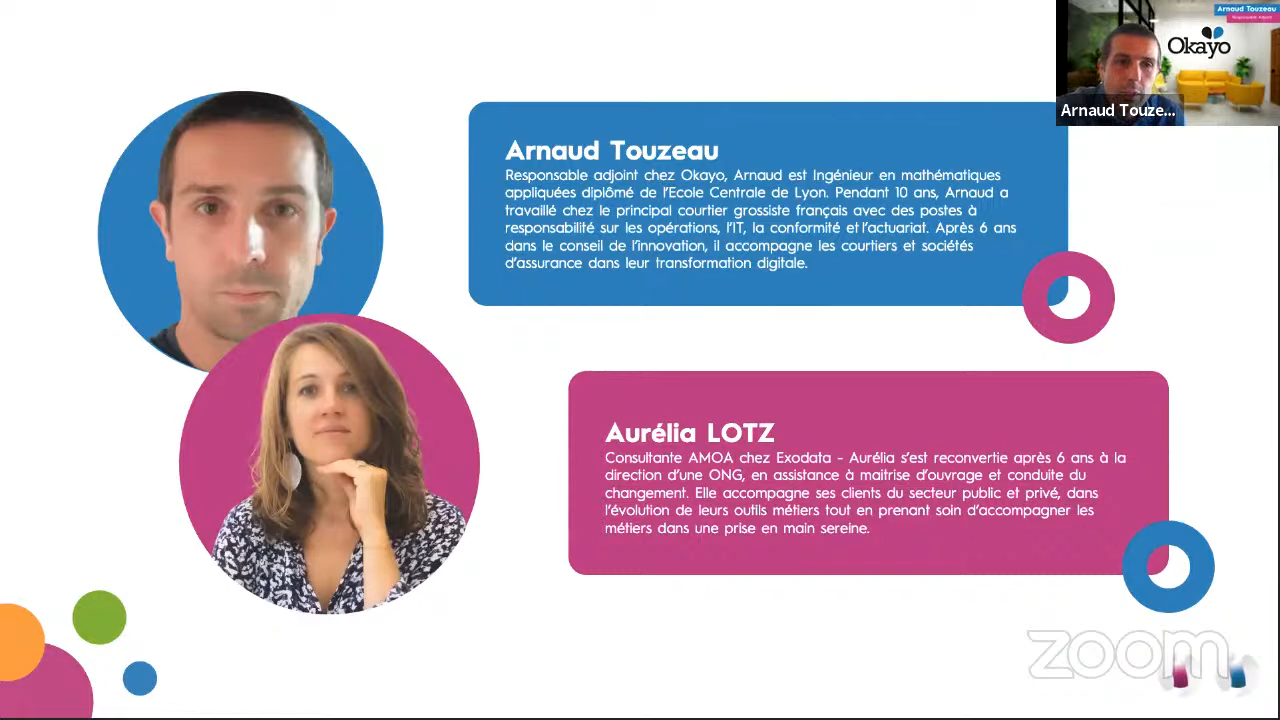 Arnaud Touzeau
Responsable adjoint chez Okayo, Arnaud est Ingénieur en mathématiques
appliquées diplômé de l'Ecole Centrale de Lyon. Pendant 10 ans, Arnaud a
travaillé chez le principal courtier grossiste français avec des postes à
responsabilité sur les opérations, l'IT, la conformité et l'actuariat. Après 6 ans
dans le conseil de l'innovation, il accompagne les courtiers et sociétés
d'assurance dans leur transformation digitale.
Arnaud Touzeau
Okayo
Arnaud Touze...
Aurélia LOTZ
Consultante AMOA chez Exodata - Aurélia s'est reconvertie après 6 ans à la
direction d'une ONG, en assistance à maitrise d'ouvrage et conduite du
changement. Elle accompagne ses clients du secteur public et privé, dans
l'évolution de leurs outils métiers tout en prenant soin d'accompagner les
métiers dans une prise en main sereine.
zoom